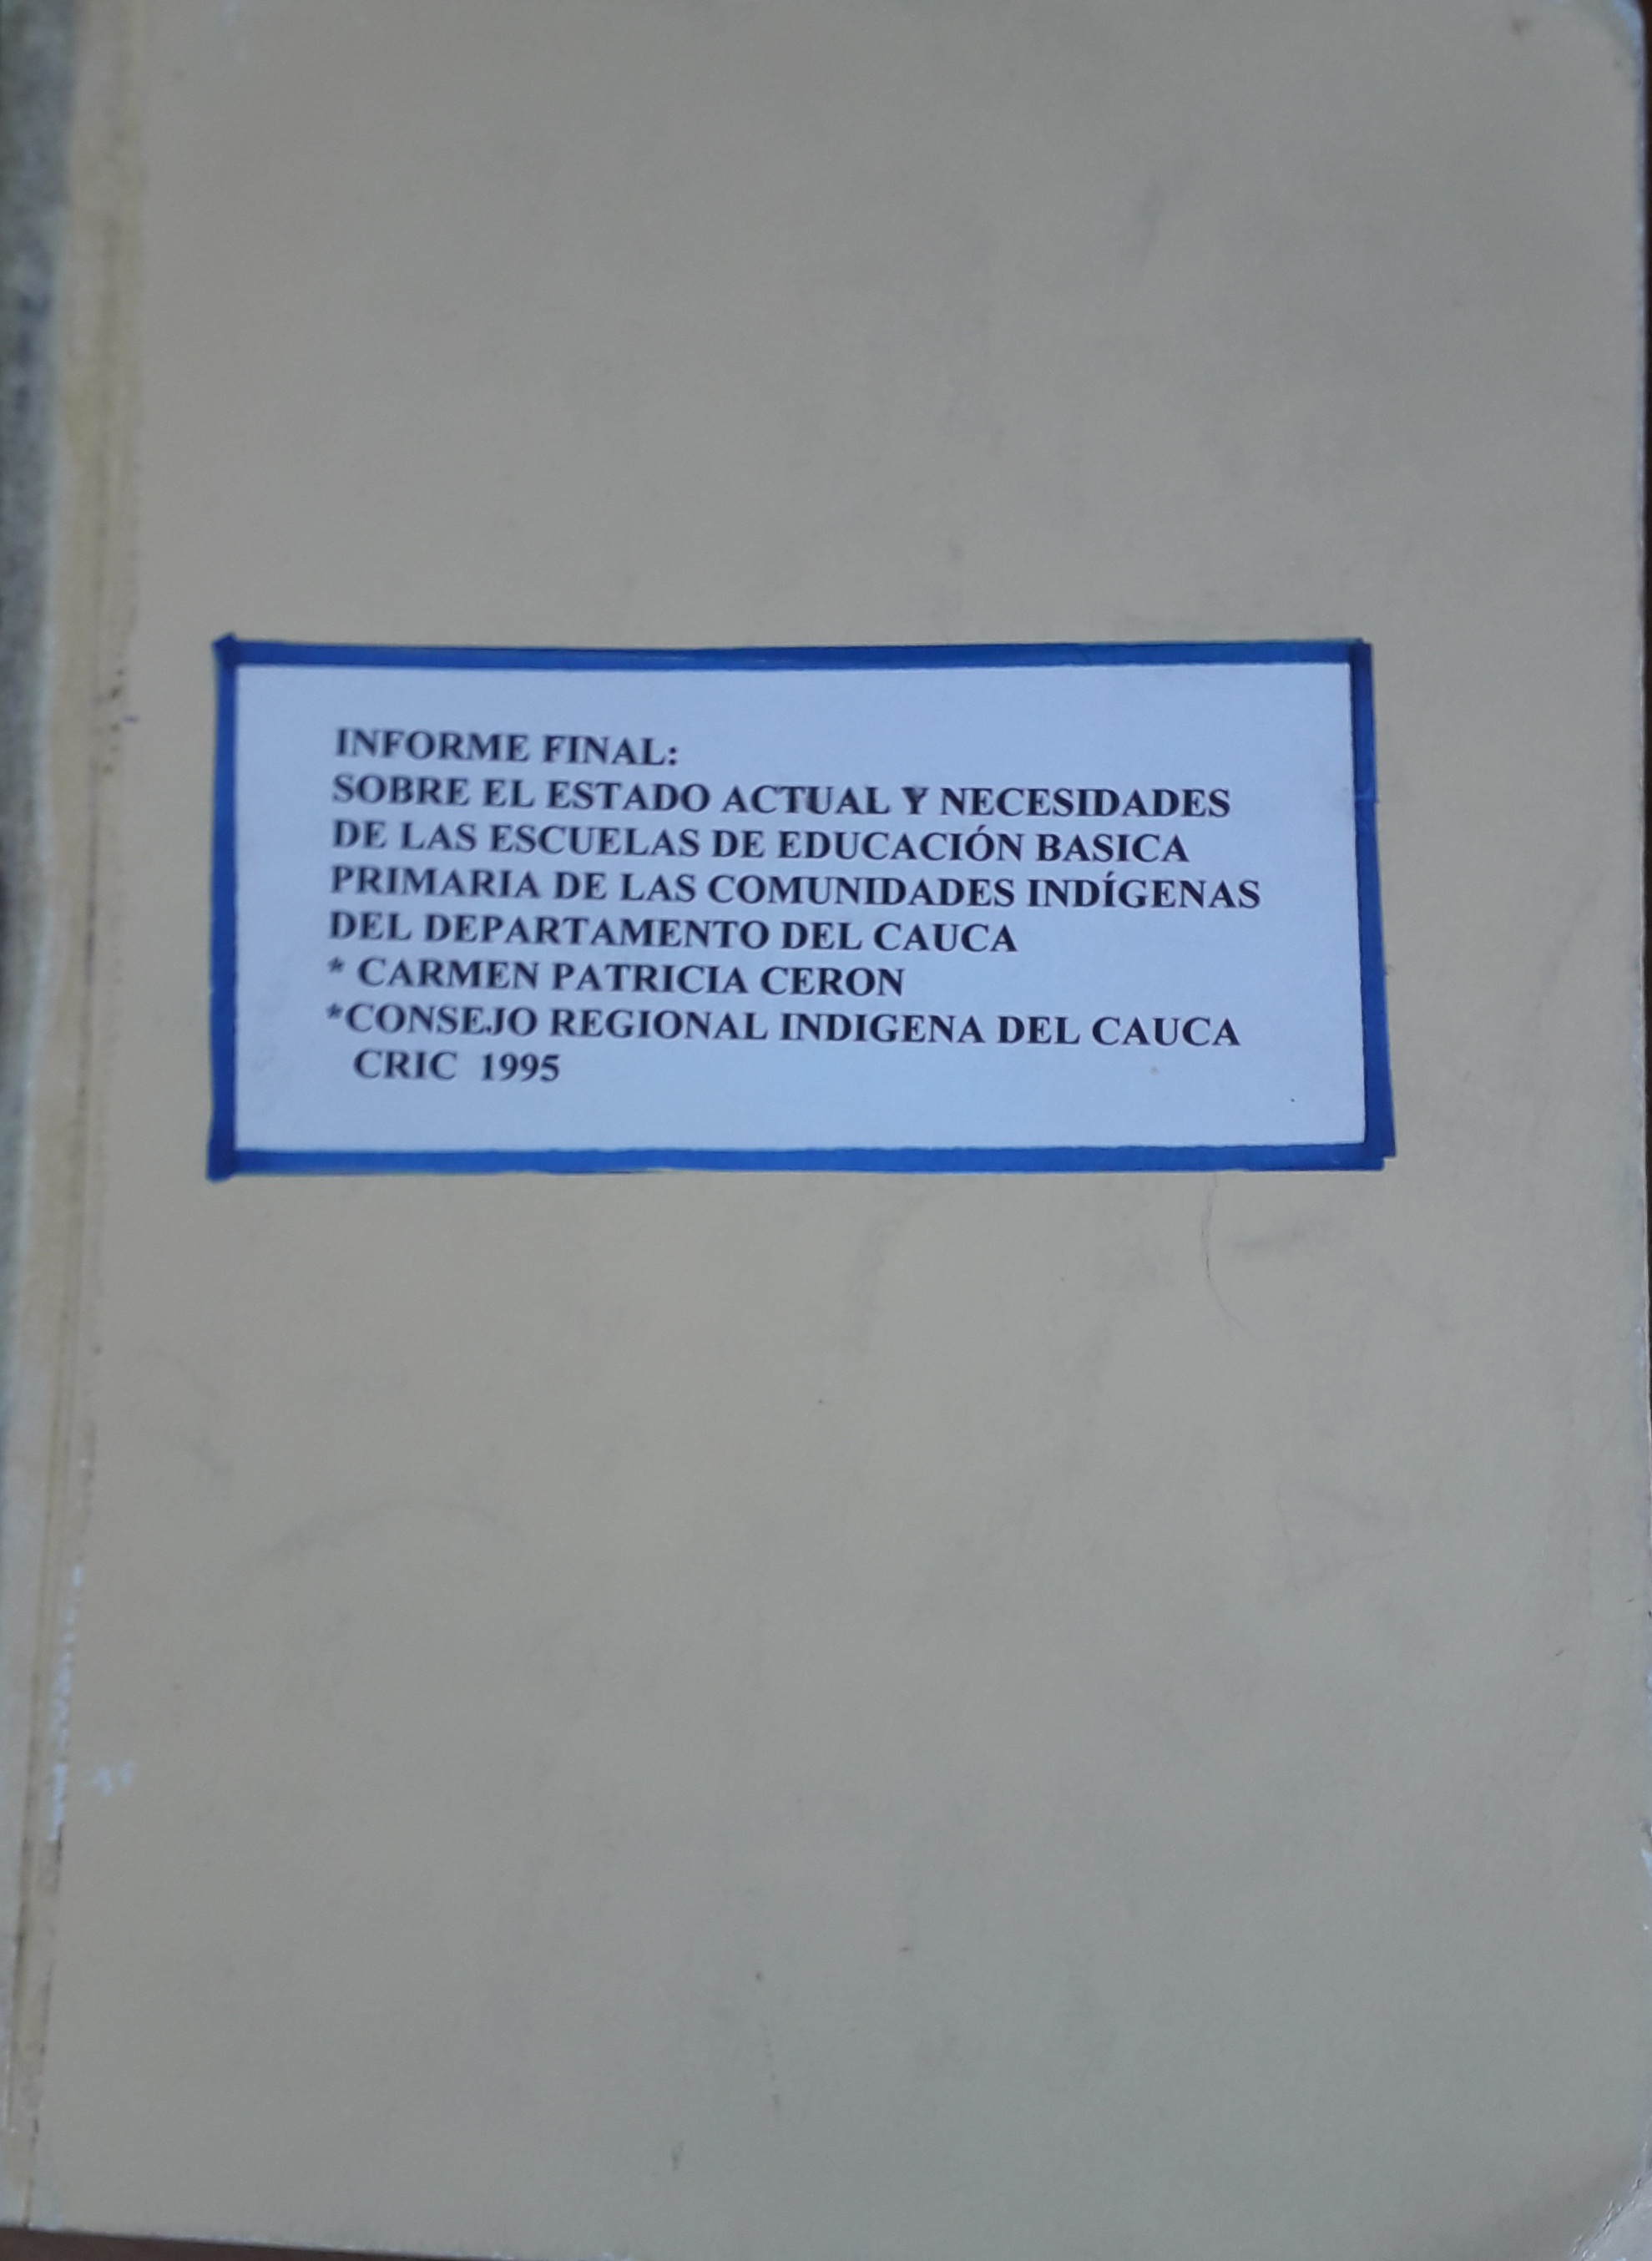 INFORME FINAL:
SOBRE EL ESTADO ACTUAL Y NECESIDADES
DE LAS ESCUELAS DE EDUCACIÓN BASICA
PRIMARIA DE LAS COMUNIDADES INDÍGENAS
DEL DEPARTAMENTO DEL CAUCA
* CARMEN PATRICIA CERON
*CONSEJO REGIONAL INDIGENA DEL CAUCA
CRIC 1995